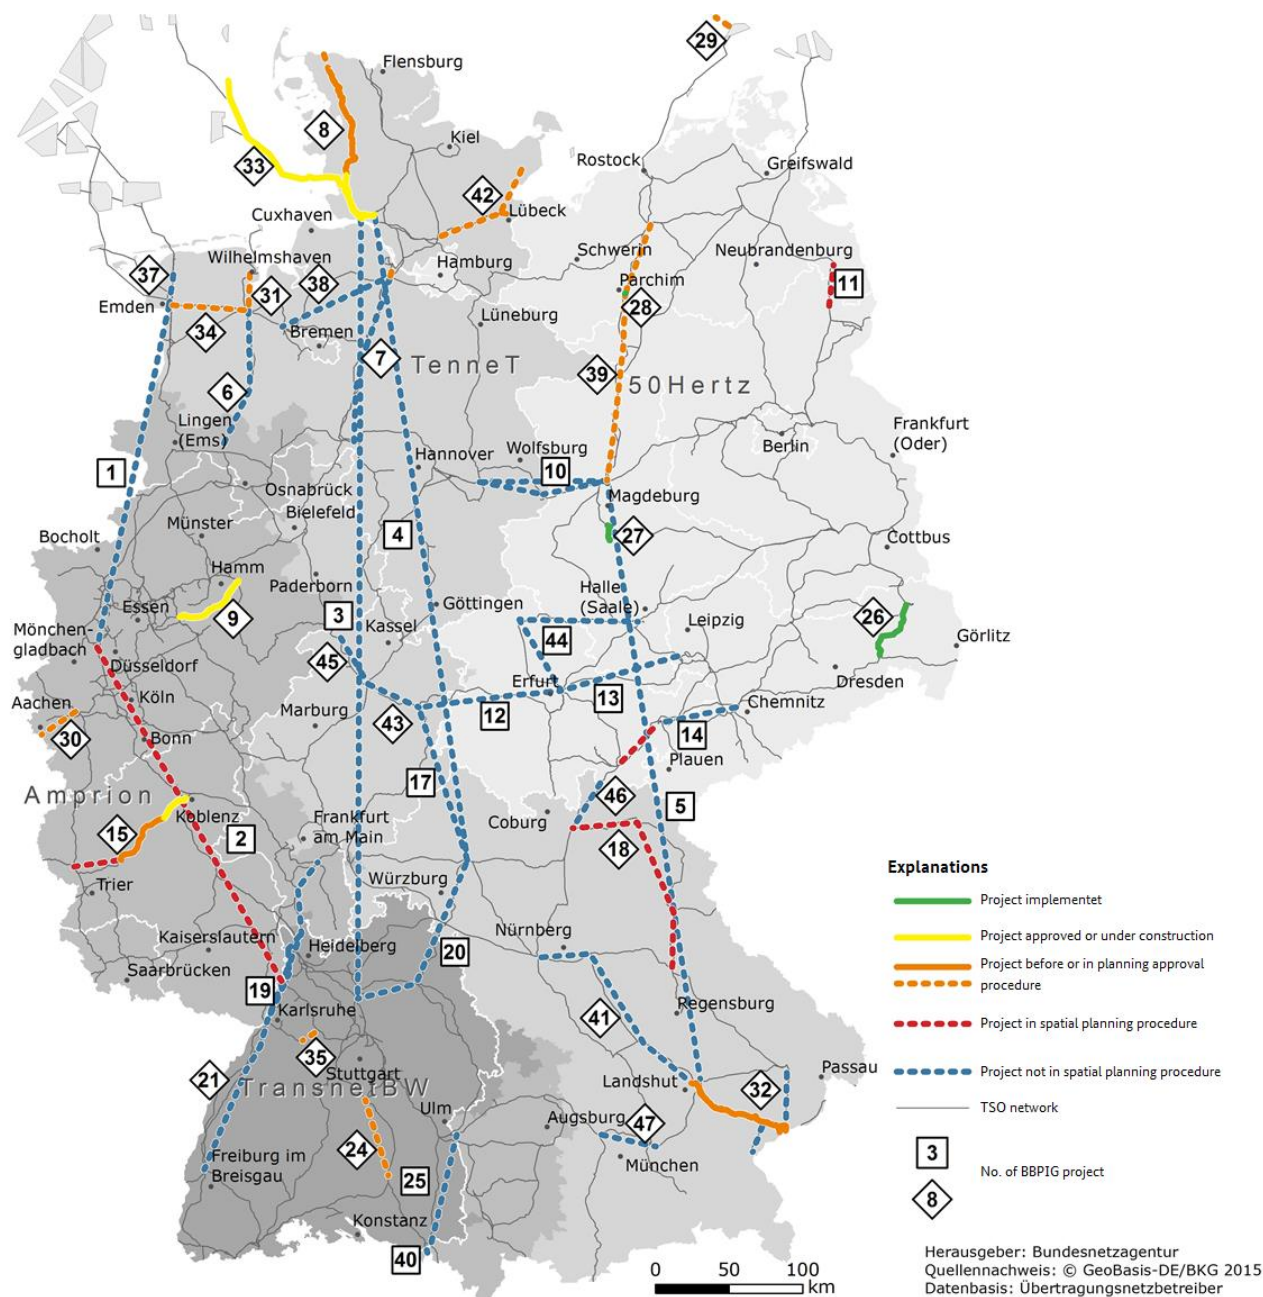 29
Flensburg
8
Kiel
33
Rostock
Greifswald
42
Cuxhaven
Lübeck
Wilhelmshaven
Schwerin
Neubrandenburg
37
38
Hamburg
Parchim
11
31
Emden
28
34
Bremen
Lüneburg
7
TenneT
39
50Hertz
6
Lingen
(Ems)
Frankfurt
(Oder)
Berlin
1
Hannover
Wolfsburg
10
Osnabrück
Magdeburg
Münster
Bielefeld
4
27
Bocholt
Cottbus
Hamm
Paderborn
Essen
9
3
Göttingen
Halle
(Saale)
26
Mönchen-
gladbach
Kassel
44
Leipzig
Görlitz
Düsseldorf
45
Erfurt
Dresden
Köln
13
Aachen
Marburg
43
12
Chemnitz
30
Bonn
14
Plauen
17
Amprion
46
5
Koblenz
Frankfurt
am Main
Coburg
15
2
18
Trier
Würzburg
Explanations
Project implementet
Kaiserslautern
Heidelberg
Nürnberg
Project approved or under construction
20
Saarbrücken
Project before or in planning approval
procedure
19
Karlsruhe
Regensburg
41
Project in spatial planning procedure
35
Stuttgart
Passau
21
TransnetBW
Landshut
32
Project not in spatial planning procedure
Ulm
Augsburg
47
TSO network
24
Freiburg im
Breisgau
25
München
3
No. of BBPIG project
8
Konstanz
40
0 50 100
km
Herausgeber: Bundesnetzagentur
Quellennachweis: © GeoBasis-DE/BKG 2015
Datenbasis: Übertragungsnetzbetreiber